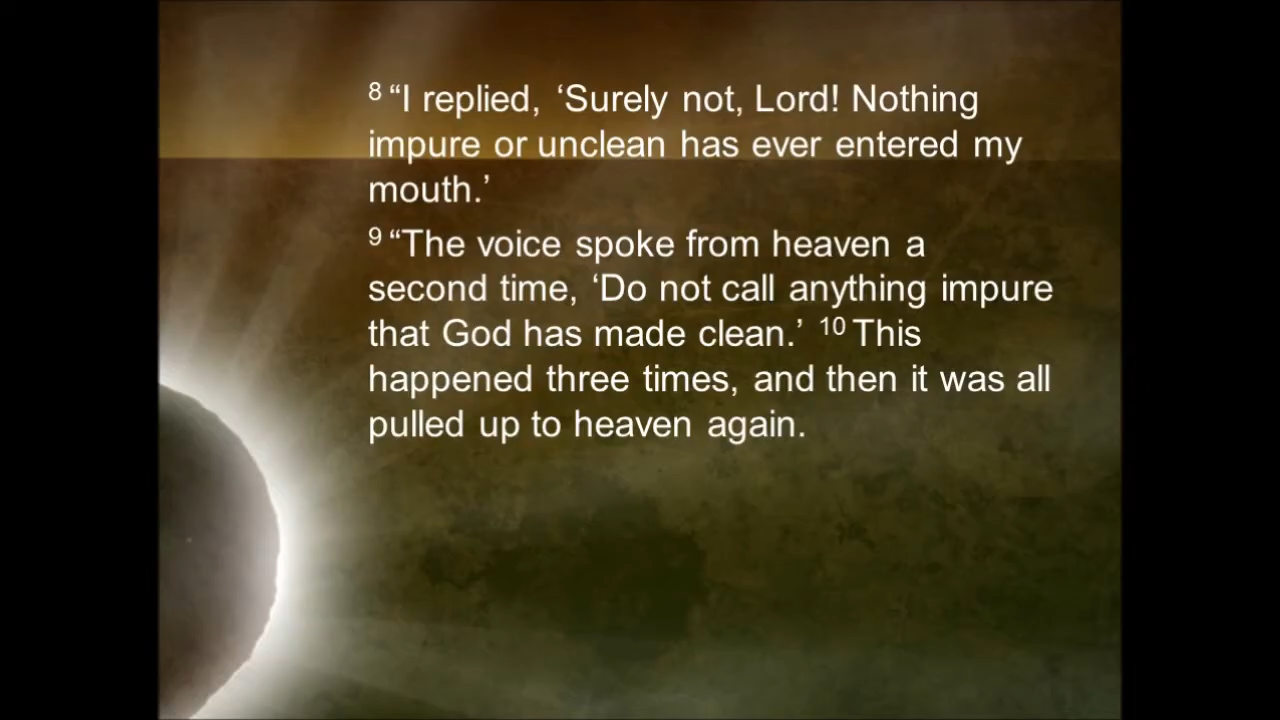 8 “I replied, ‘Surely not, Lord! Nothing
impure or unclean has ever entered my
mouth.’
9 “The voice spoke from heaven a
second time, ‘Do not call anything impure
that God has made clean.’ 10 This
happened three times, and then it was all
pulled up to heaven again.